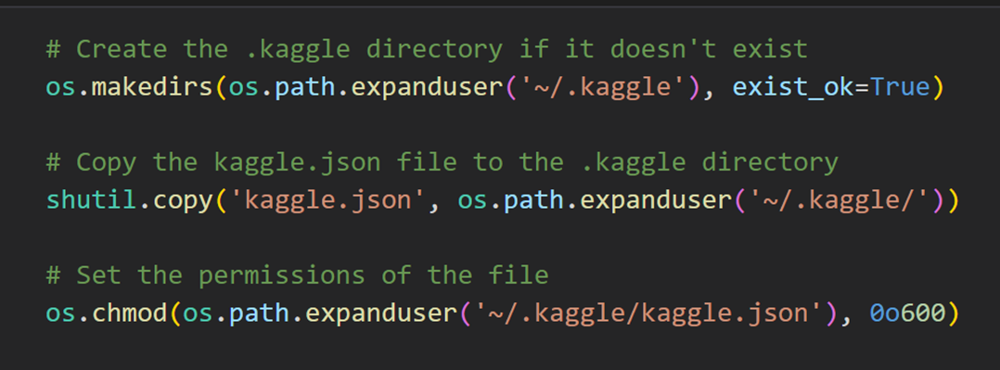 # Create the .kaggle directory if it doesn't exist
os.makedirs(os.path.expanduser('~/.kaggle'), exist_ok=True)
# Copy the kaggle.json file to the .kaggle directory
shutil.copy('kaggle.json', os.path.expanduser('~/.kaggle/'))
# Set the permissions of the file
os.chmod(os.path.expanduser('~/.kaggle/kaggle.json'), 0o600)